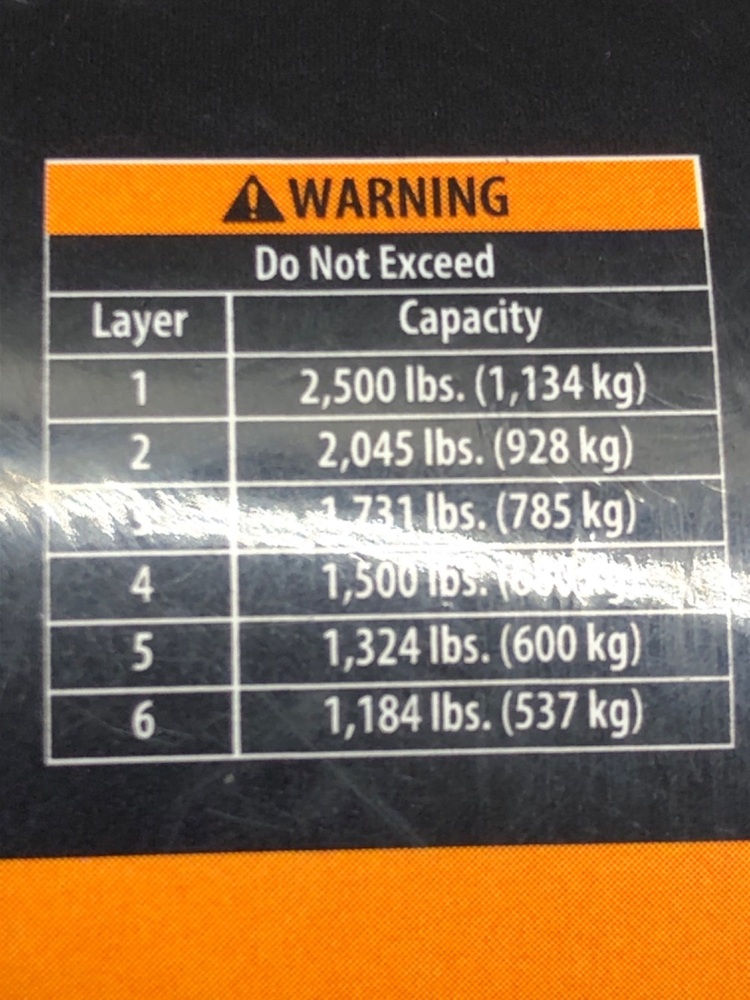 WARNING
Do Not Exceed
Layer Capacity
1 2,500 lbs. (1,134 kg)
2 2,045 lbs. (928 kg)
3 1,731 lbs. (785 kg)
4 1,500 lbs.
5 1,324 lbs. (600 kg)
6 1,184 lbs. (537 kg)